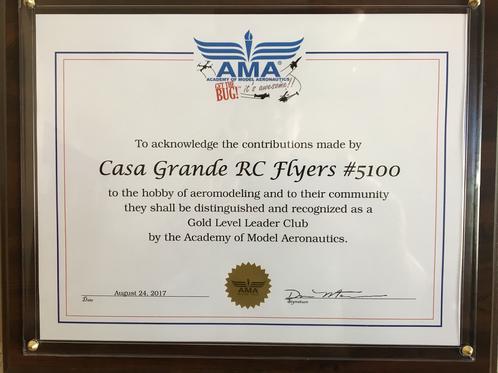 AMA®
ACADEMY OF MODEL AERONAUTICS
GET THE BUG! it's awesome!!
To acknowledge the contributions made by
Casa Grande RC Flyers #5100
to the hobby of aeromodeling and to their community
they shall be distinguished and recognized as a
Gold Level Leader Club
by the Academy of Model Aeronautics.
AMA
August 24, 2017
Date
Signature